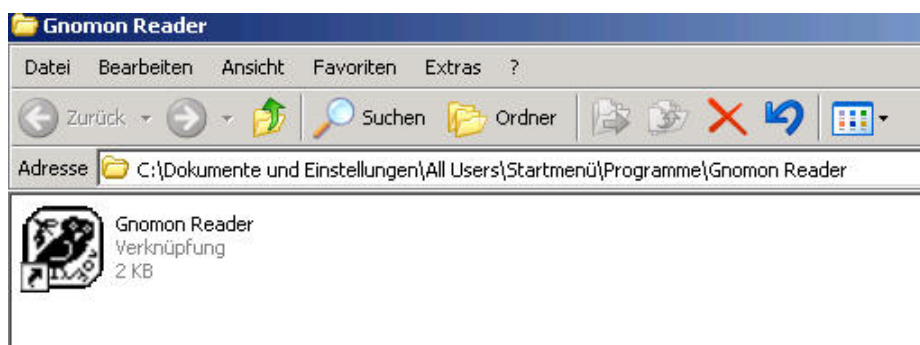 Gnomon Reader
Datei Bearbeiten Ansicht Favoriten Extras ?
Zurück Suchen Ordner
Adresse C:\Dokumente und Einstellungen\All Users\Startmenü\Programme\Gnomon Reader
Gnomon Reader
Verknüpfung
2 KB